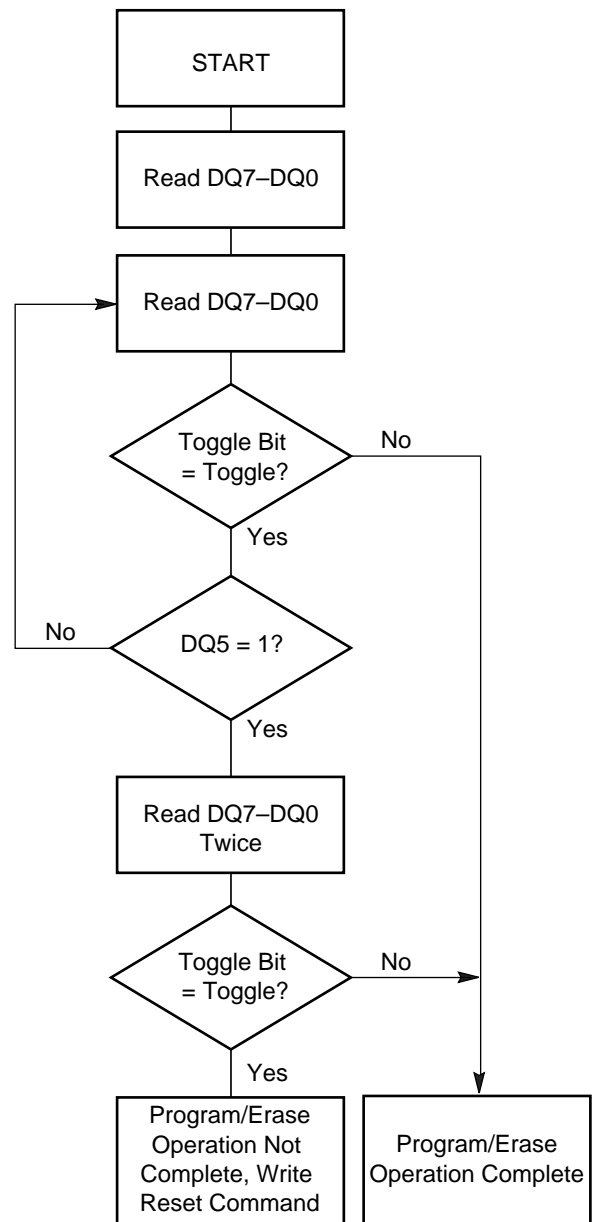 START
Read DQ7–DQ0
Read DQ7–DQ0
Toggle Bit
= Toggle?
No
Yes
No
DQ5 = 1?
Yes
Read DQ7–DQ0
Twice
Toggle Bit
= Toggle?
No
Yes
Program/Erase
Operation Not
Complete, Write
Reset Command
Program/Erase
Operation Complete